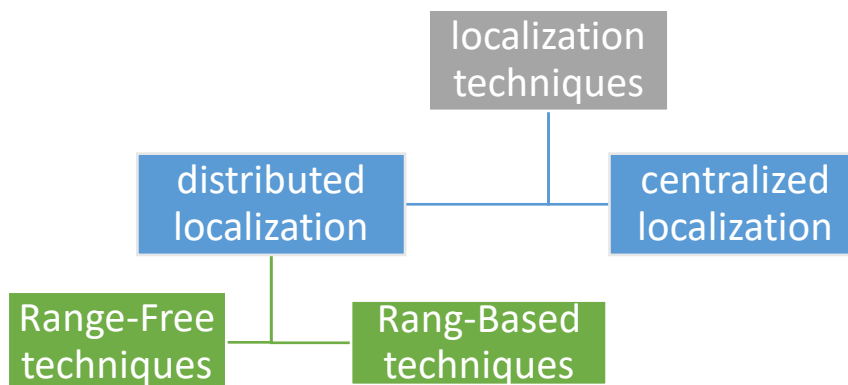 localization
techniques
distributed
localization
centralized
localization
Range-Free
techniques
Rang-Based
techniques